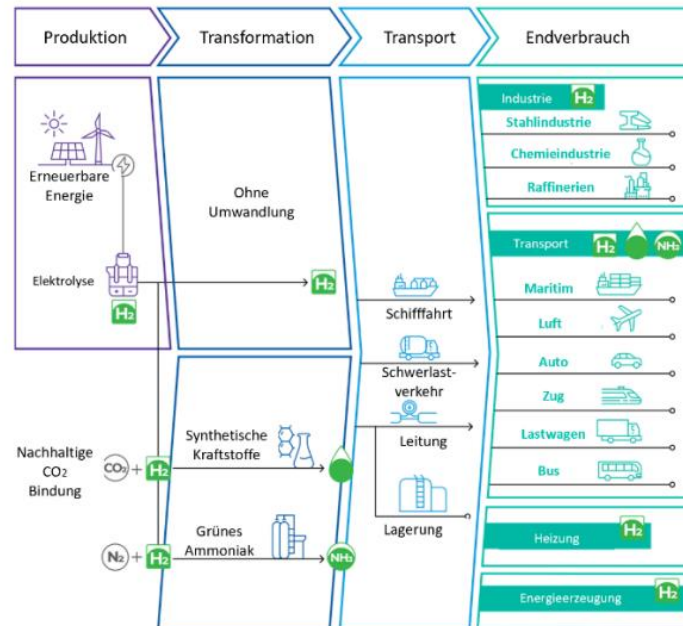 Produktion
Transformation
Transport
Endverbrauch
Erneuerbare
Energie
Elektrolyse
H₂
Ohne
Umwandlung
H₂
Nachhaltige
CO₂
Bindung
CO₂ + H₂
Synthetische
Kraftstoffe
N₂ + H₂
Grünes
Ammoniak
NH₃
Schifffahrt
Schwerlast-
verkehr
Leitung
Lagerung
Industrie H₂
Stahlindustrie
Chemieindustrie
Raffinerien
Transport H₂ NH₃
Maritim
Luft
Auto
Zug
Lastwagen
Bus
Heizung H₂
Energieerzeugung H₂